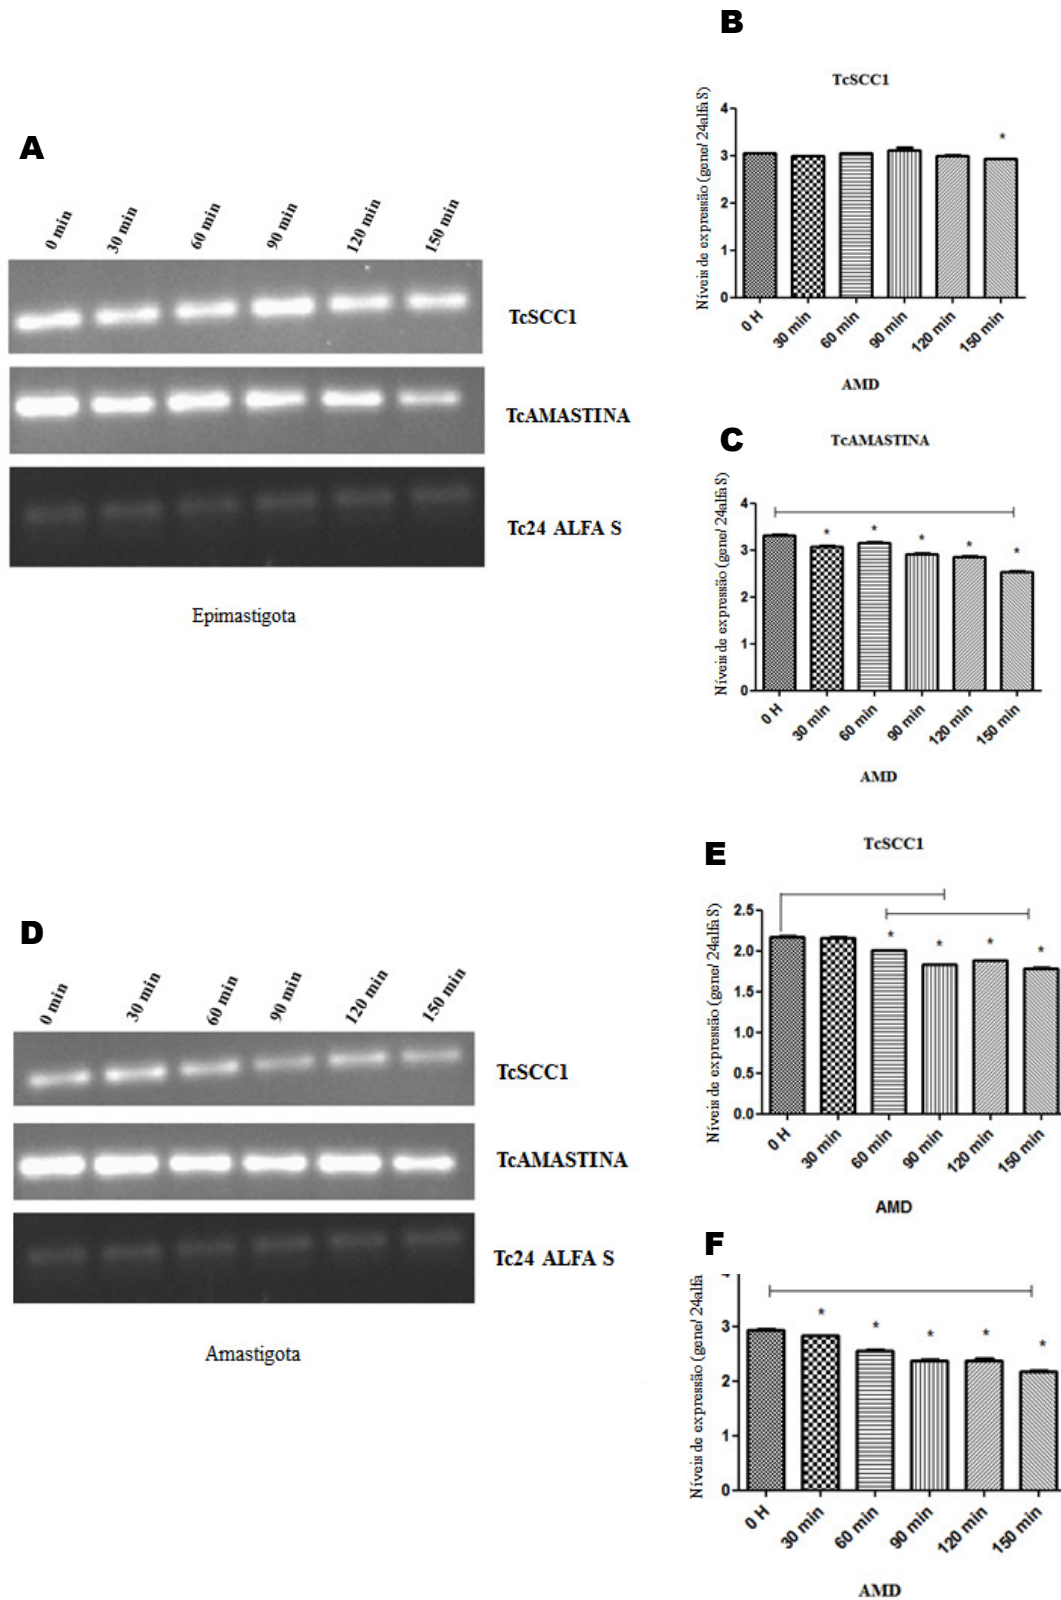 A
0 min
30 min
60 min
90 min
120 min
150 min
TcSCC1
TcAMASTINA
Tc24 ALFA S
Epimastigota
B
TcSCC1
Níveis de expressão (gene/ 24alfa S)
4
3
2
1
0
*
0 H
30 min
60 min
90 min
120 min
150 min
AMD
C
TcAMASTINA
Níveis de expressão (gene/ 24alfa S)
4
3
2
1
0
* * * * *
0 H
30 min
60 min
90 min
120 min
150 min
AMD
D
0 min
30 min
60 min
90 min
120 min
150 min
TcSCC1
TcAMASTINA
Tc24 ALFA S
Amastigota
E
TcSCC1
Níveis de expressão (gene/ 24alfa S)
2.5
2.0
1.5
1.0
0.5
0.0
* * * *
0 H
30 min
60 min
90 min
120 min
150 min
AMD
F
Níveis de expressão (gene/ 24alfa
4
3
2
1
0
* * * * *
0 H
30 min
60 min
90 min
120 min
150 min
AMD